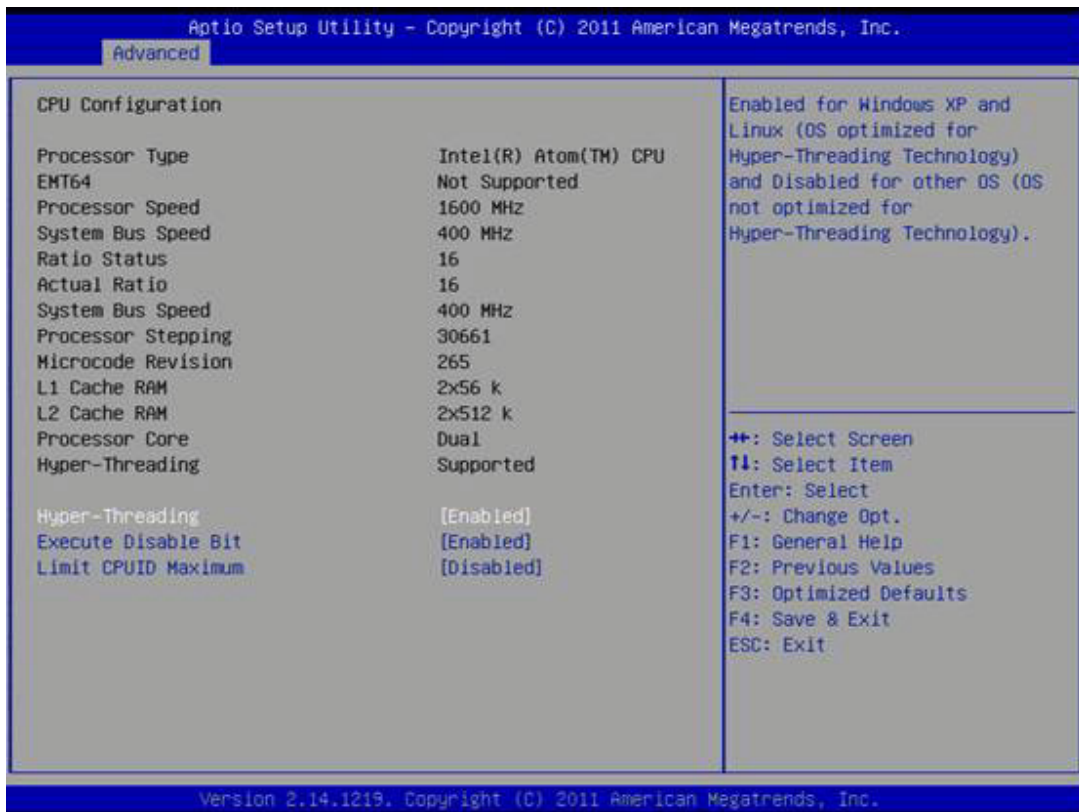 Aptio Setup Utility - Copyright (C) 2011 American Megatrends, Inc.
Advanced
CPU Configuration
Processor Type Intel(R) Atom(TM) CPU
EMT64 Not Supported
Processor Speed 1600 MHz
System Bus Speed 400 MHz
Ratio Status 16
Actual Ratio 16
System Bus Speed 400 MHz
Processor Stepping 30661
Microcode Revision 265
L1 Cache RAM 2x56 k
L2 Cache RAM 2x512 k
Processor Core Dual
Hyper-Threading Supported
Hyper-Threading [Enabled]
Execute Disable Bit [Enabled]
Limit CPUID Maximum [Disabled]
Enabled for Windows XP and
Linux (OS optimized for
Hyper-Threading Technology)
and Disabled for other OS (OS
not optimized for
Hyper-Threading Technology).
→←: Select Screen
↑↓: Select Item
Enter: Select
+/-: Change Opt.
F1: General Help
F2: Previous Values
F3: Optimized Defaults
F4: Save & Exit
ESC: Exit
Version 2.14.1219. Copyright (C) 2011 American Megatrends, Inc.